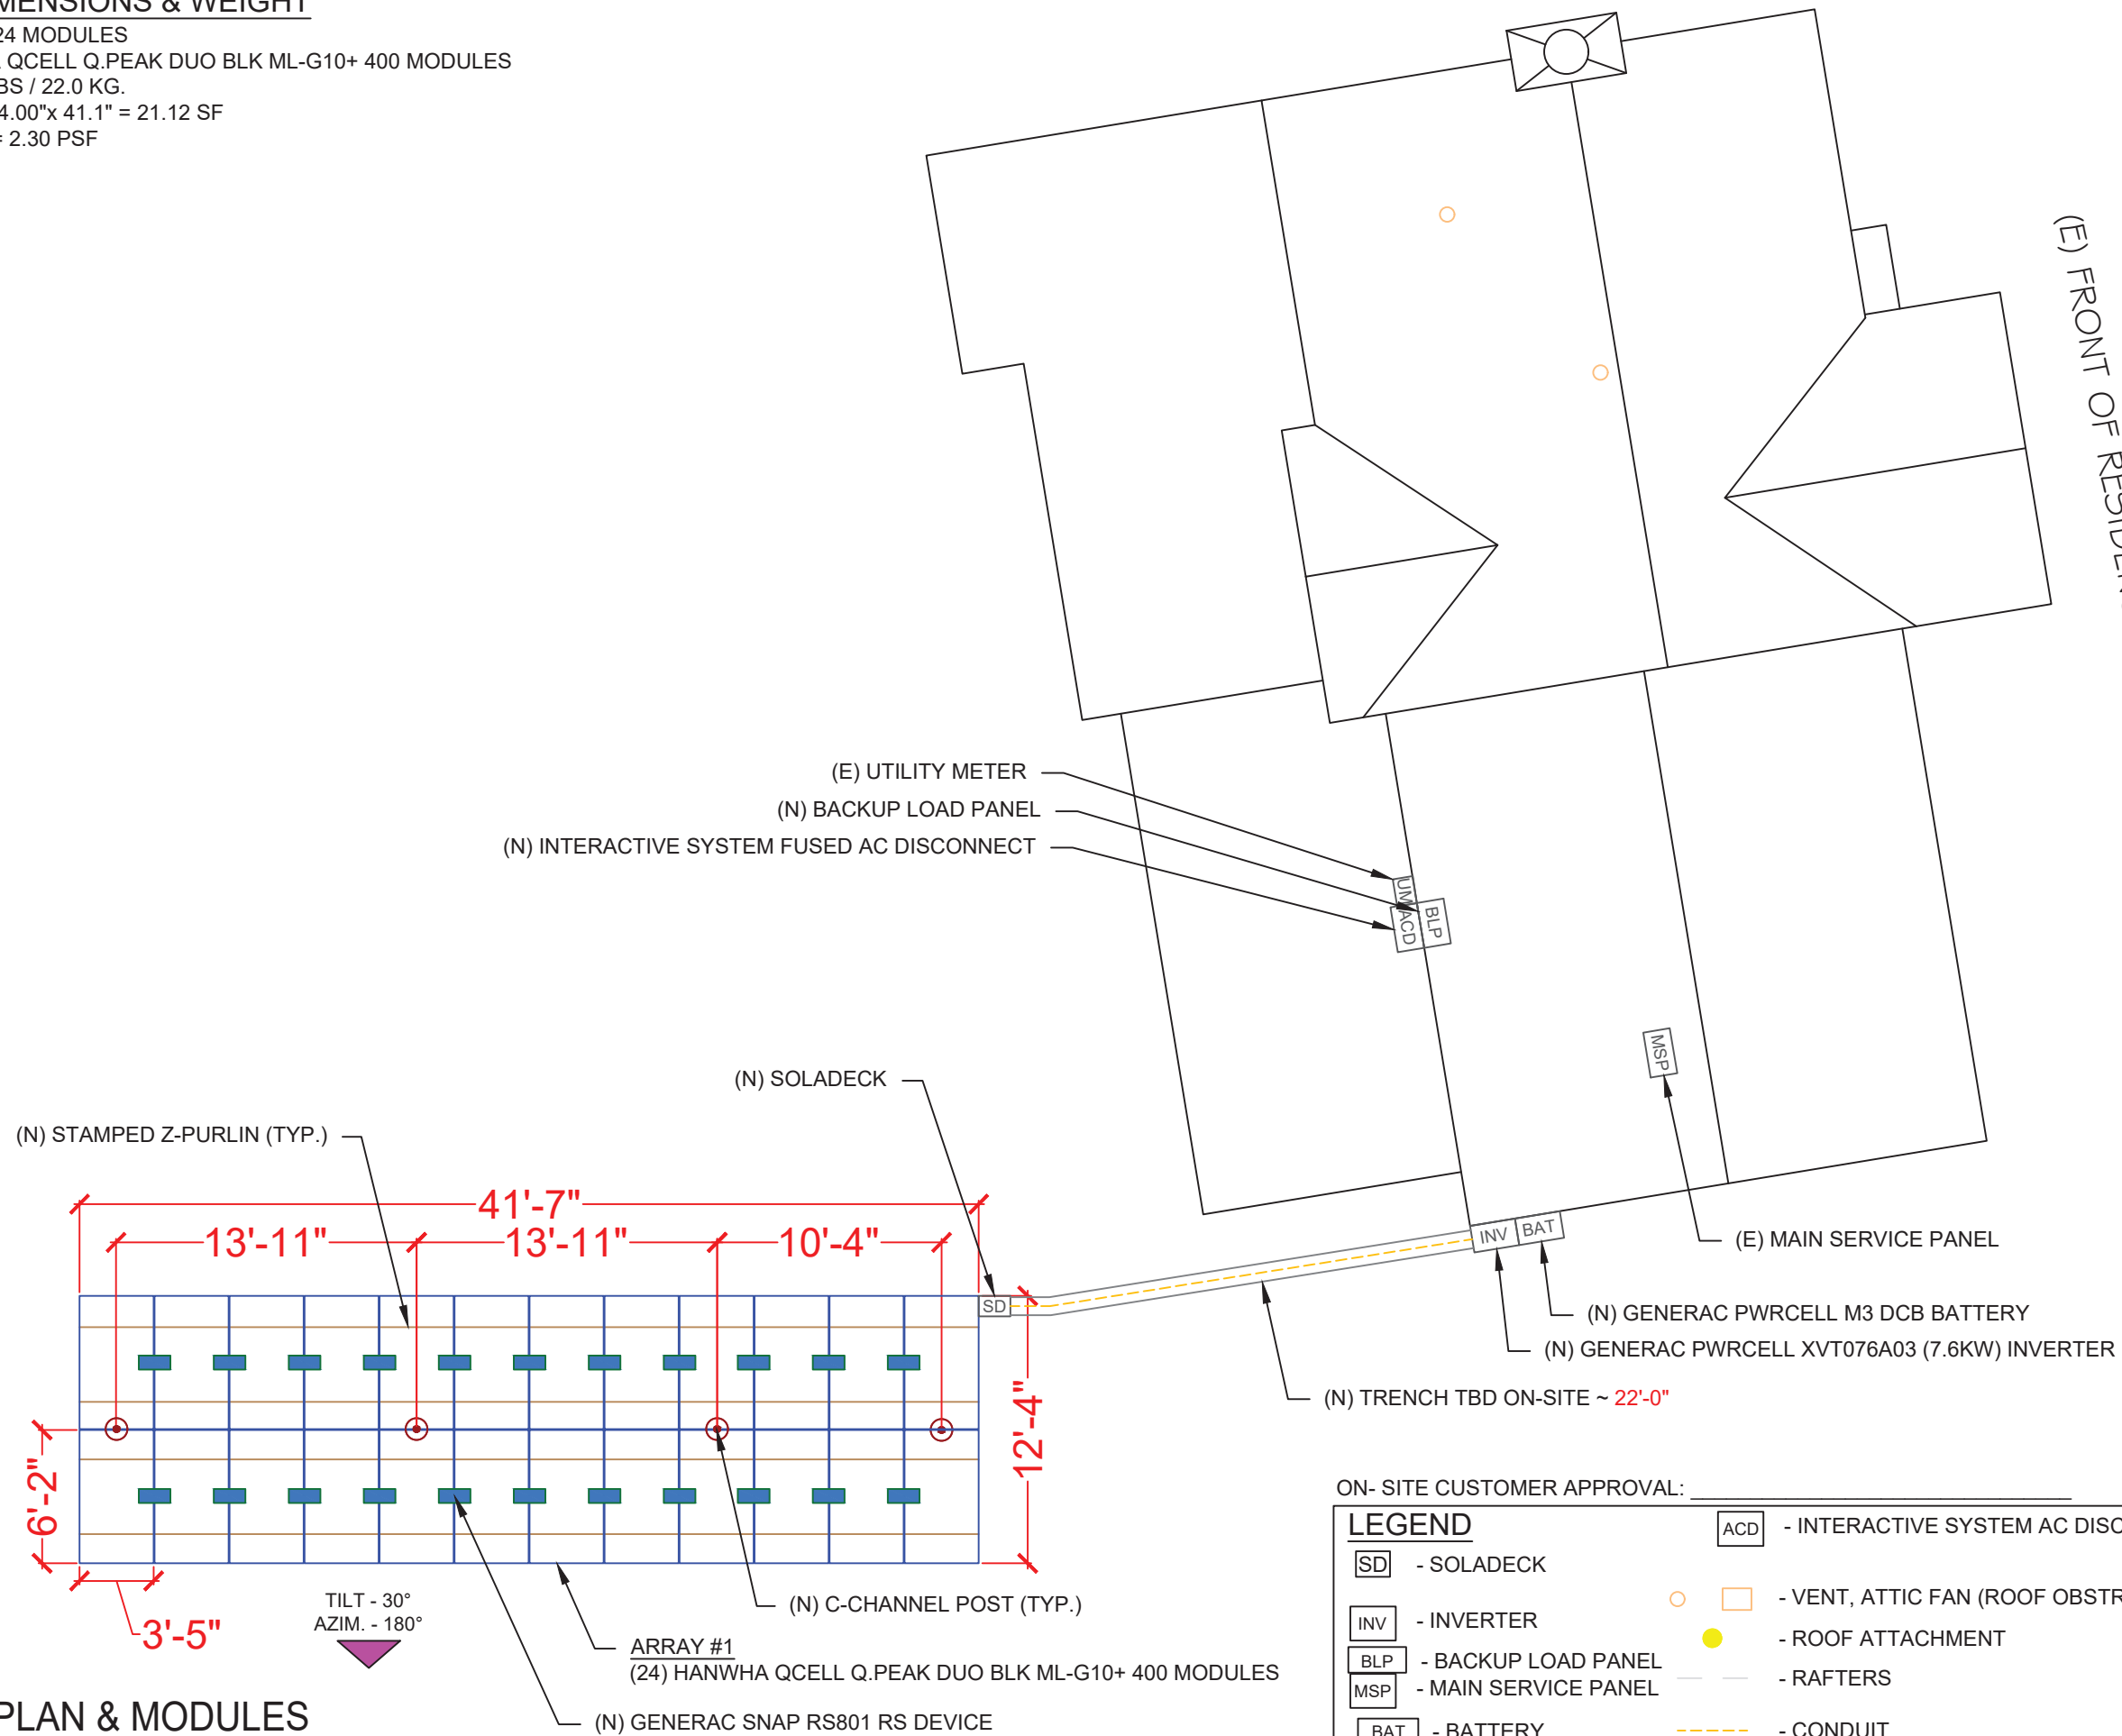 MENSIONS & WEIGHT
24 MODULES
QCELL Q.PEAK DUO BLK ML-G10+ 400 MODULES
BS / 22.0 KG.
4.00"x 41.1" = 21.12 SF
= 2.30 PSF
(E) FRONT OF RESIDEN
(E) UTILITY METER
(N) BACKUP LOAD PANEL
(N) INTERACTIVE SYSTEM FUSED AC DISCONNECT
UM
ACD
BLP
MSP
(N) SOLADECK
(N) STAMPED Z-PURLIN (TYP.)
41'-7"
13'-11"
13'-11"
10'-4"
INV
BAT
(E) MAIN SERVICE PANEL
SD
(N) GENERAC PWRCELL M3 DCB BATTERY
(N) GENERAC PWRCELL XVT076A03 (7.6KW) INVERTER
(N) TRENCH TBD ON-SITE ~ 22'-0"
12'-4"
6'-2"
3'-5"
TILT - 30°
AZIM. - 180°
(N) C-CHANNEL POST (TYP.)
ARRAY #1
(24) HANWHA QCELL Q.PEAK DUO BLK ML-G10+ 400 MODULES
(N) GENERAC SNAP RS801 RS DEVICE
PLAN & MODULES
ON- SITE CUSTOMER APPROVAL: ______________________________
LEGEND
SD - SOLADECK
INV - INVERTER
BLP - BACKUP LOAD PANEL
MSP - MAIN SERVICE PANEL
BAT - BATTERY
ACD - INTERACTIVE SYSTEM AC DISC
- VENT, ATTIC FAN (ROOF OBSTR
- ROOF ATTACHMENT
- RAFTERS
- CONDUIT